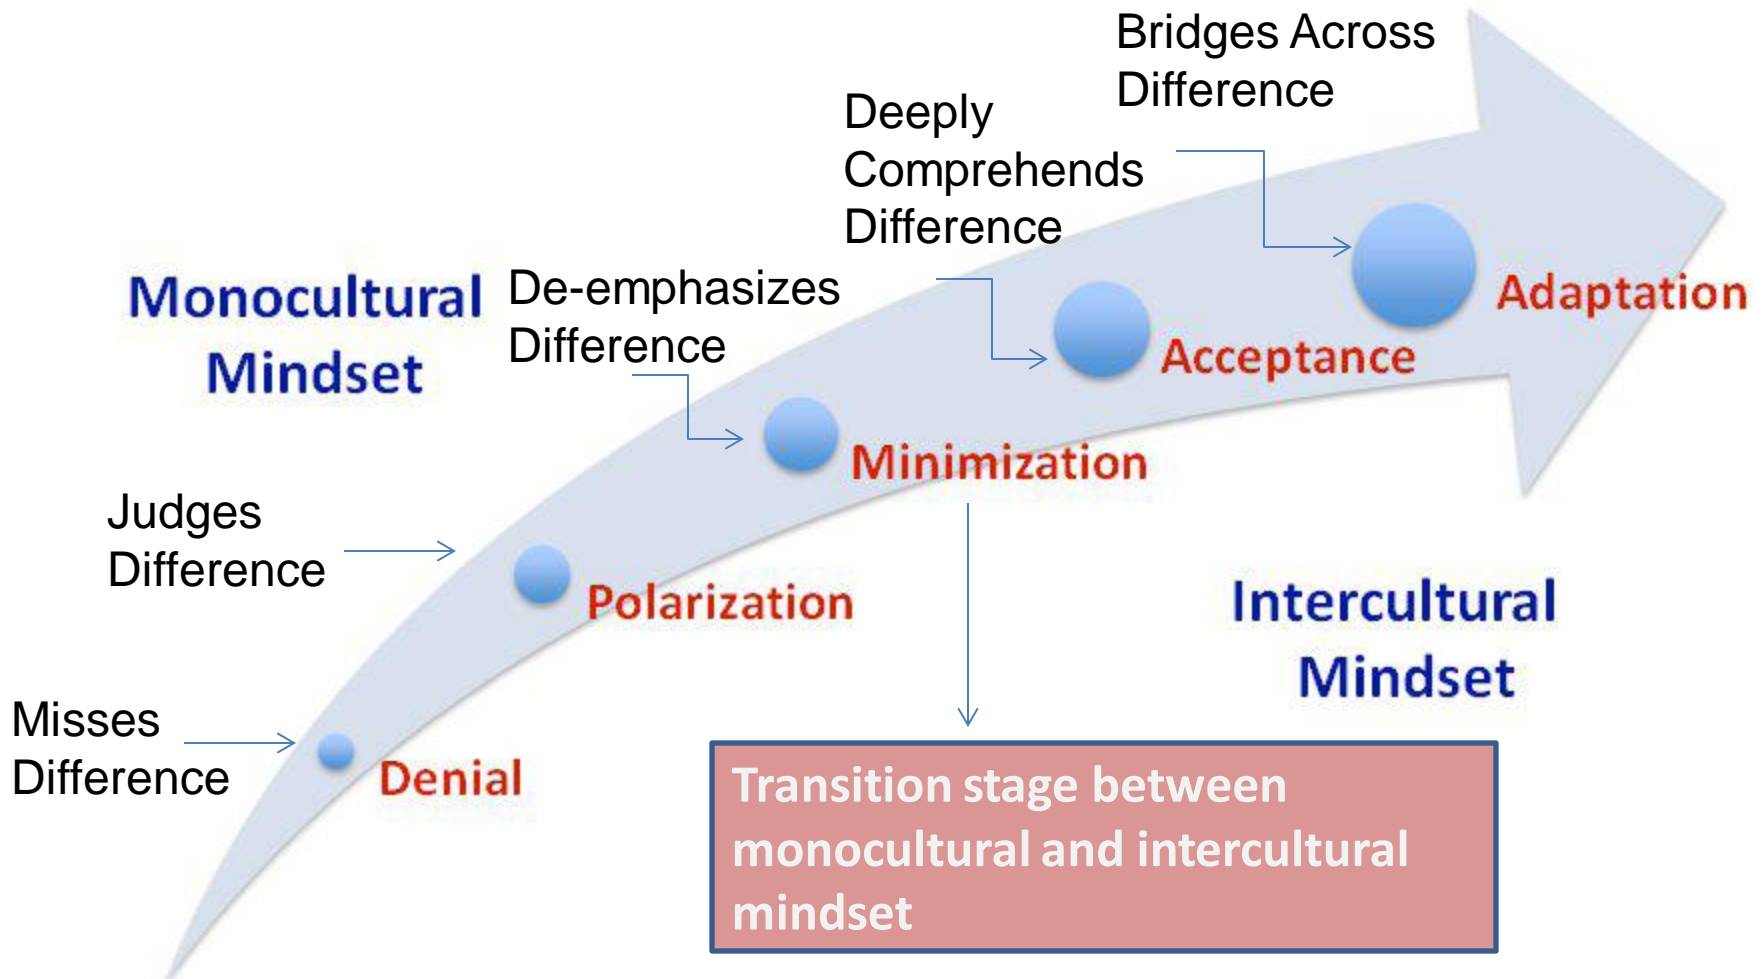 Bridges Across
Difference
Deeply
Comprehends
Difference
Adaptation
Monocultural
Mindset
De-emphasizes
Difference
Acceptance
Minimization
Judges
Difference
Polarization
Intercultural
Mindset
Misses
Difference
Denial
Transition stage between
monocultural and intercultural
mindset